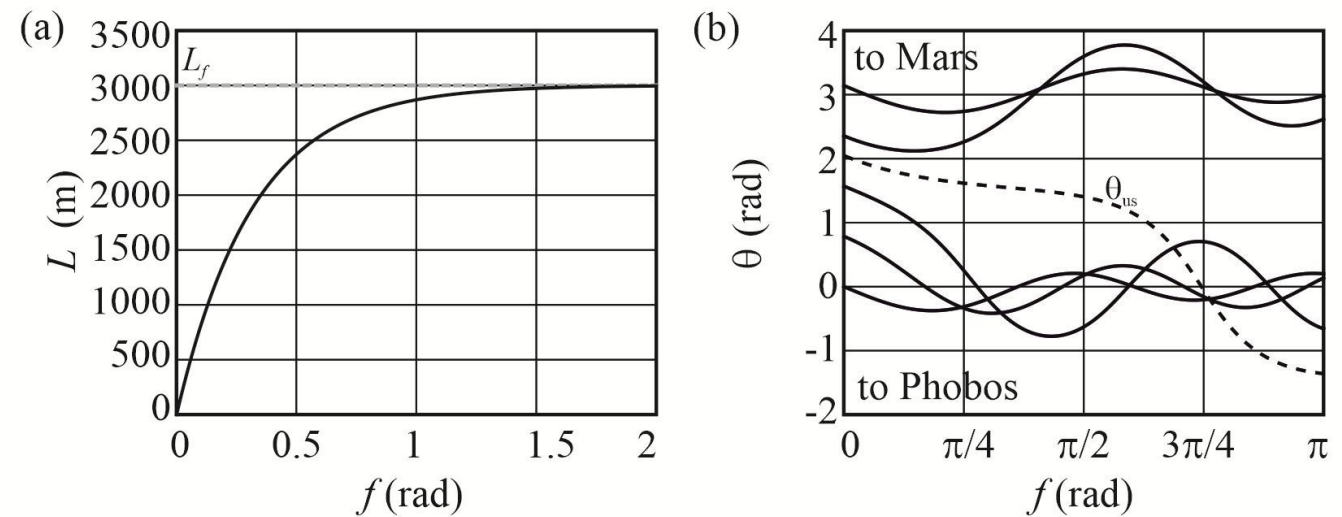 (a)
3500
3000
2500
2000
1500
1000
500
0
L (m)
L_f
0 0.5 1 1.5 2
f (rad)
(b)
4
3
2
1
0
-1
-2
θ (rad)
to Mars
θ_us
to Phobos
0 π/4 π/2 3π/4 π
f (rad)